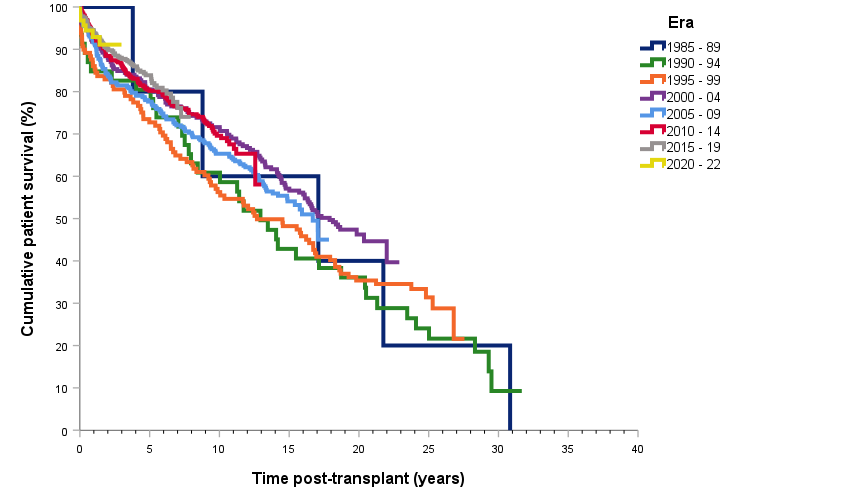 Era
1985 - 89
1990 - 94
1995 - 99
2000 - 04
2005 - 09
2010 - 14
2015 - 19
2020 - 22
Cumulative patient survival (%)
100
90
80
70
60
50
40
30
20
10
0
0 5 10 15 20 25 30 35 40
Time post-transplant (years)